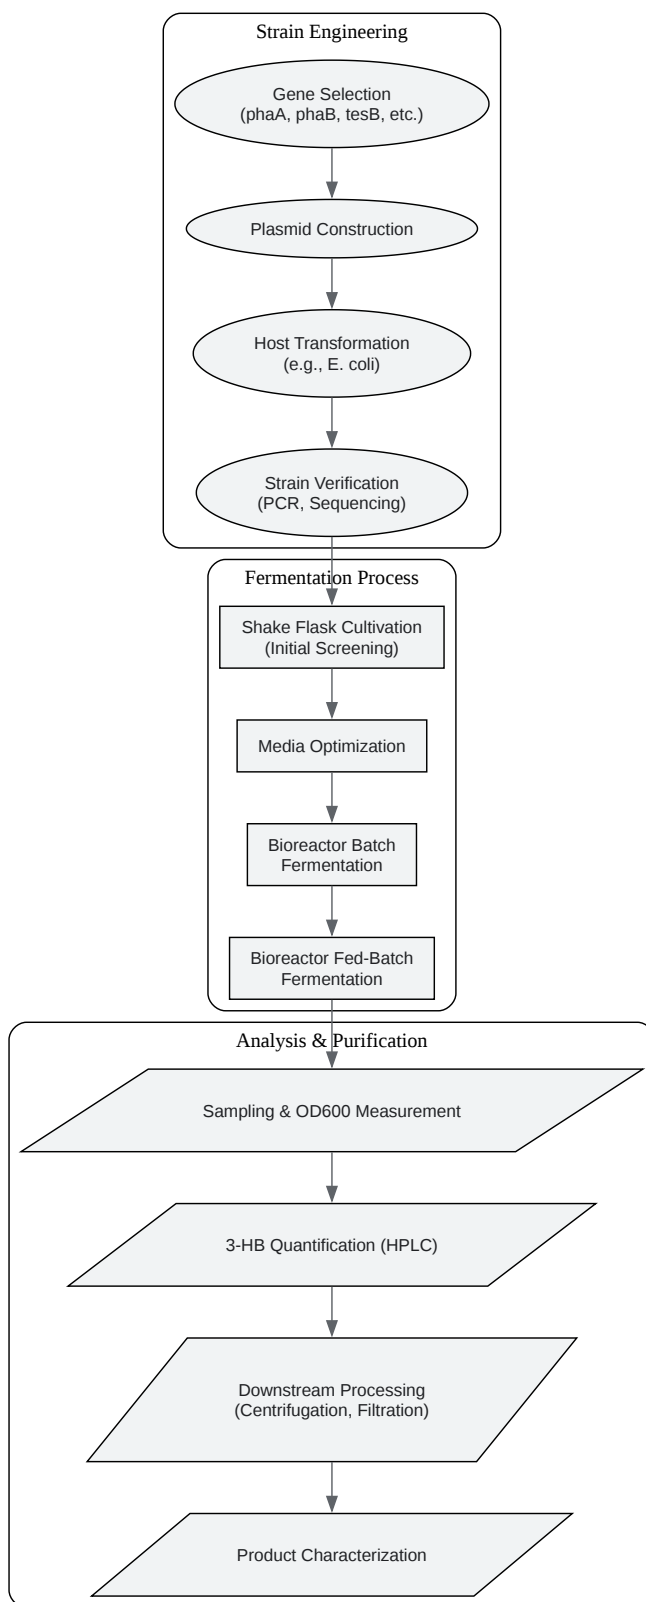 Strain Engineering
Gene Selection
(phaA, phaB, tesB, etc.)
Plasmid Construction
Host Transformation
(e.g., E. coli)
Strain Verification
(PCR, Sequencing)
Fermentation Process
Shake Flask Cultivation
(Initial Screening)
Media Optimization
Bioreactor Batch
Fermentation
Bioreactor Fed-Batch
Fermentation
Analysis & Purification
Sampling & OD600 Measurement
3-HB Quantification (HPLC)
Downstream Processing
(Centrifugation, Filtration)
Product Characterization